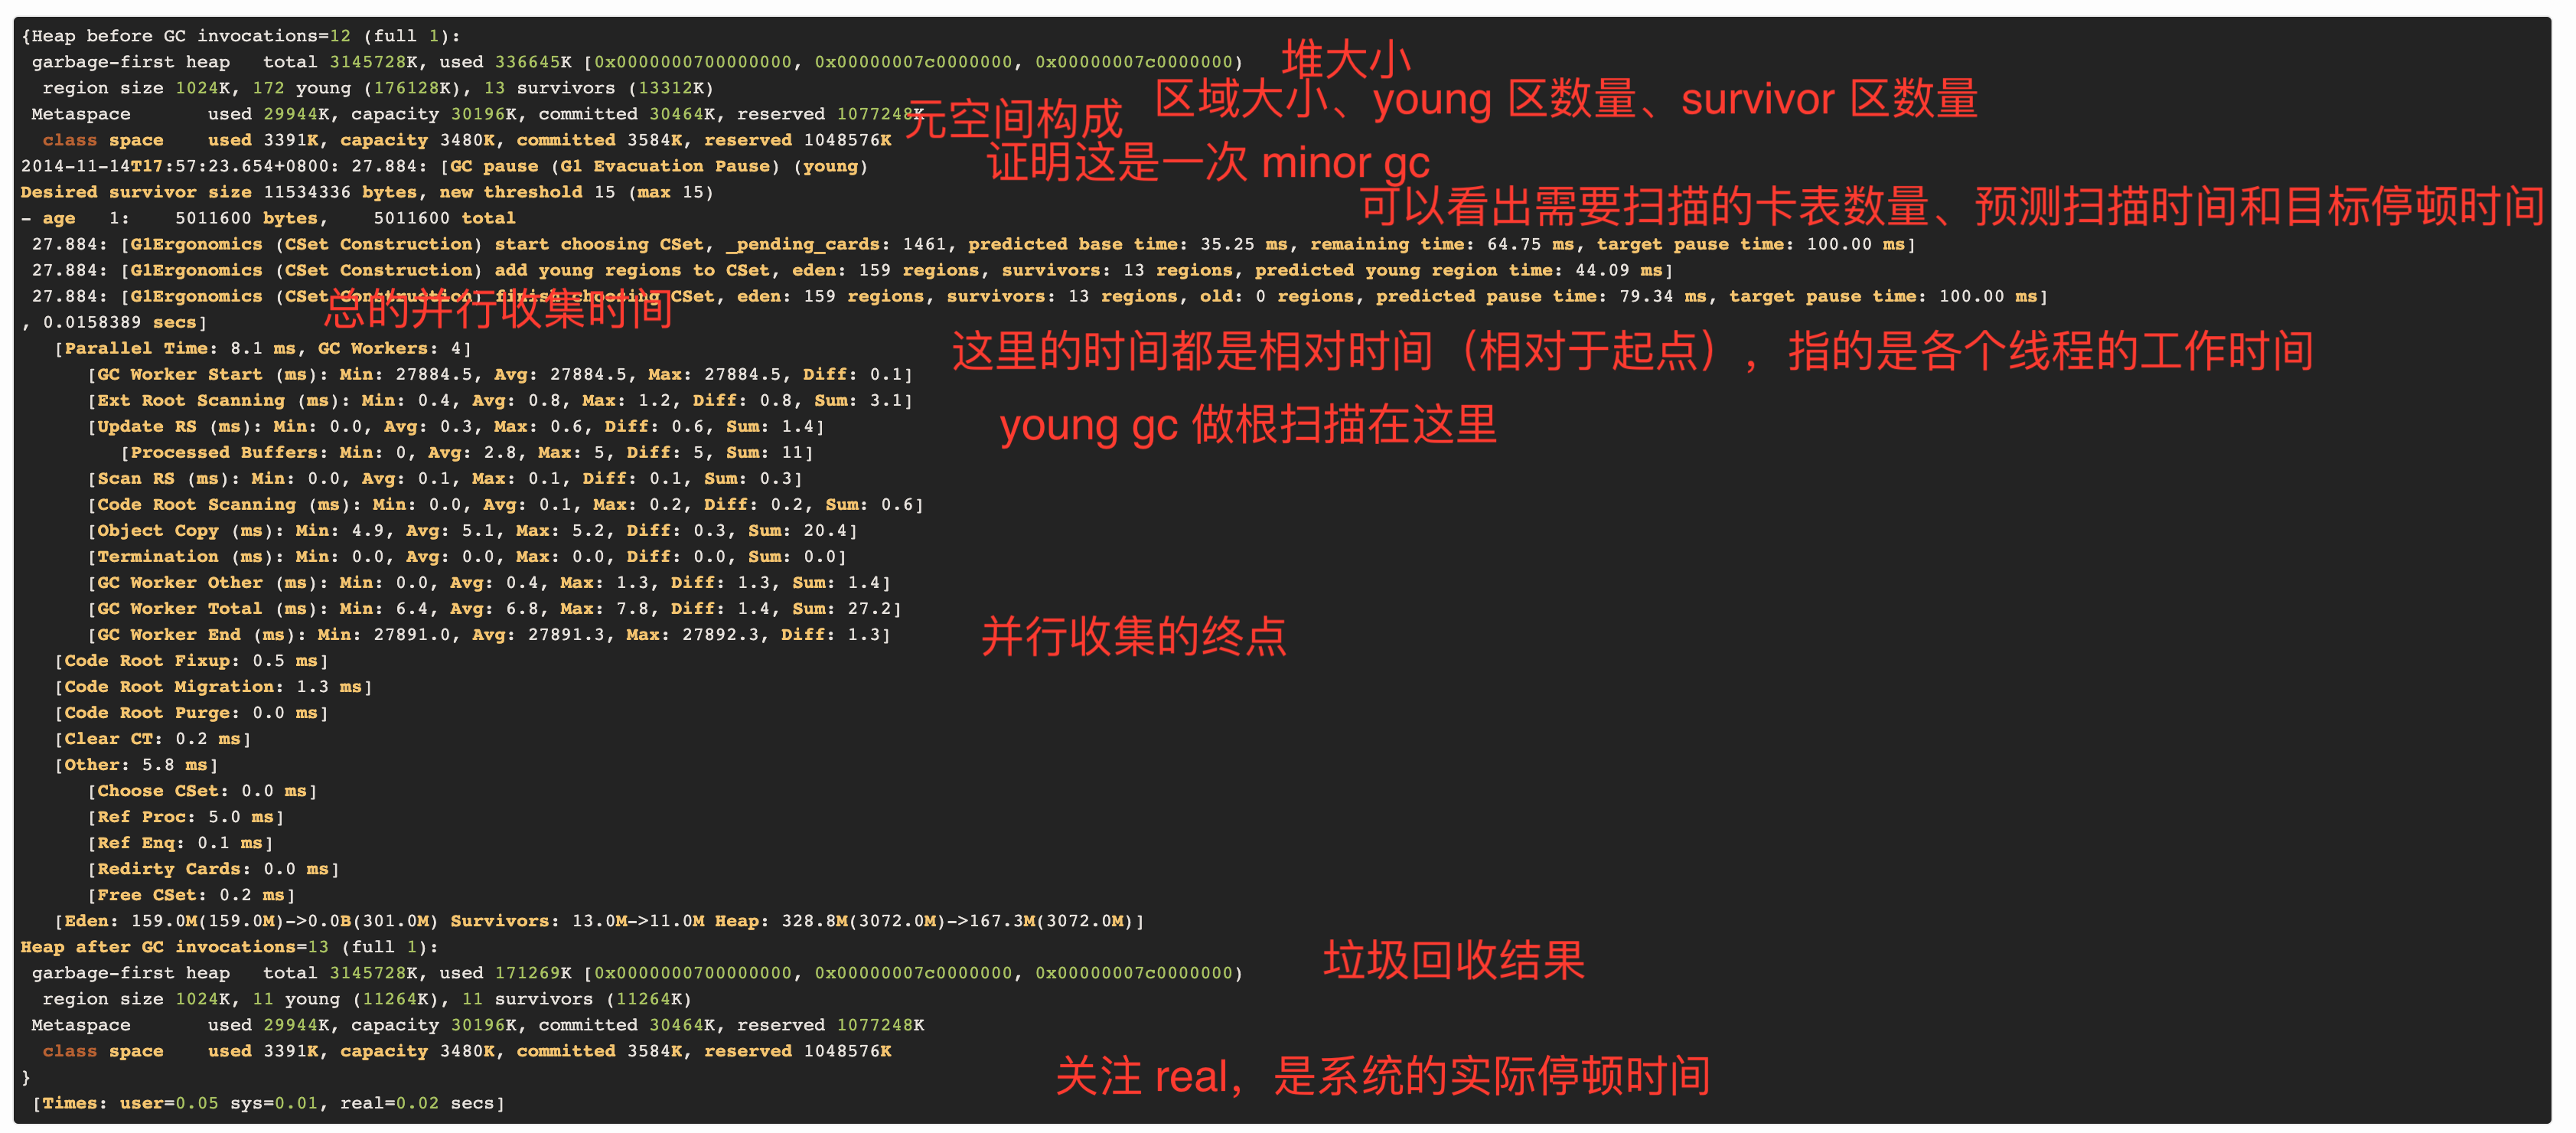 {Heap before GC invocations=12 (full 1):
garbage-first heap   total 3145728K, used 336645K [0x0000000700000000, 0x00000007c0000000, 0x00000007c0000000)
堆大小
region size 1024K, 172 young (176128K), 13 survivors (13312K)
区域大小、young 区数量、survivor 区数量
Metaspace       used 29944K, capacity 30196K, committed 30464K, reserved 1077248K
元空间构成
class space    used 3391K, capacity 3480K, committed 3584K, reserved 1048576K
2014-11-14T17:57:23.654+0800: 27.884: [GC pause (G1 Evacuation Pause) (young)
证明这是一次 minor gc
Desired survivor size 11534336 bytes, new threshold 15 (max 15)
可以看出需要扫描的卡表数量、预测扫描时间和目标停顿时间
- age   1:    5011600 bytes,    5011600 total
27.884: [G1Ergonomics (CSet Construction) start choosing CSet, _pending_cards: 1461, predicted base time: 35.25 ms, remaining time: 64.75 ms, target pause time: 100.00 ms]
27.884: [G1Ergonomics (CSet Construction) add young regions to CSet, eden: 159 regions, survivors: 13 regions, predicted young region time: 44.09 ms]
27.884: [G1Ergonomics (CSet Construction) finish choosing CSet, eden: 159 regions, survivors: 13 regions, old: 0 regions, predicted pause time: 79.34 ms, target pause time: 100.00 ms]
总的并行收集时间
, 0.0158389 secs]
[Parallel Time: 8.1 ms, GC Workers: 4]
这里的时间都是相对时间（相对于起点），指的是各个线程的工作时间
[GC Worker Start (ms): Min: 27884.5, Avg: 27884.5, Max: 27884.5, Diff: 0.1]
[Ext Root Scanning (ms): Min: 0.4, Avg: 0.8, Max: 1.2, Diff: 0.8, Sum: 3.1]
[Update RS (ms): Min: 0.0, Avg: 0.3, Max: 0.6, Diff: 0.6, Sum: 1.4]
young gc 做根扫描在这里
[Processed Buffers: Min: 0, Avg: 2.8, Max: 5, Diff: 5, Sum: 11]
[Scan RS (ms): Min: 0.0, Avg: 0.1, Max: 0.1, Diff: 0.1, Sum: 0.3]
[Code Root Scanning (ms): Min: 0.0, Avg: 0.1, Max: 0.2, Diff: 0.2, Sum: 0.6]
[Object Copy (ms): Min: 4.9, Avg: 5.1, Max: 5.2, Diff: 0.3, Sum: 20.4]
[Termination (ms): Min: 0.0, Avg: 0.0, Max: 0.0, Diff: 0.0, Sum: 0.0]
[GC Worker Other (ms): Min: 0.0, Avg: 0.4, Max: 1.3, Diff: 1.3, Sum: 1.4]
[GC Worker Total (ms): Min: 6.4, Avg: 6.8, Max: 7.8, Diff: 1.4, Sum: 27.2]
[GC Worker End (ms): Min: 27891.0, Avg: 27891.3, Max: 27892.3, Diff: 1.3]
并行收集的终点
[Code Root Fixup: 0.5 ms]
[Code Root Migration: 1.3 ms]
[Code Root Purge: 0.0 ms]
[Clear CT: 0.2 ms]
[Other: 5.8 ms]
[Choose CSet: 0.0 ms]
[Ref Proc: 5.0 ms]
[Ref Enq: 0.1 ms]
[Redirty Cards: 0.0 ms]
[Free CSet: 0.2 ms]
[Eden: 159.0M(159.0M)->0.0B(301.0M) Survivors: 13.0M->11.0M Heap: 328.8M(3072.0M)->167.3M(3072.0M)]
Heap after GC invocations=13 (full 1):
垃圾回收结果
garbage-first heap   total 3145728K, used 171269K [0x0000000700000000, 0x00000007c0000000, 0x00000007c0000000)
region size 1024K, 11 young (11264K), 11 survivors (11264K)
Metaspace       used 29944K, capacity 30196K, committed 30464K, reserved 1077248K
class space    used 3391K, capacity 3480K, committed 3584K, reserved 1048576K
关注 real，是系统的实际停顿时间
}
[Times: user=0.05 sys=0.01, real=0.02 secs]